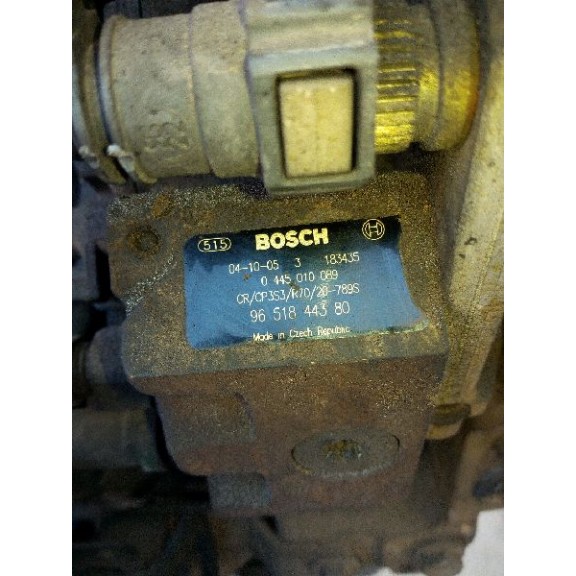 515 BOSCH
04-10-05 3 183435
0 445 010 089
CR/CP3S3/R70/20-789S
96 518 443 80
Made in Czech Republic